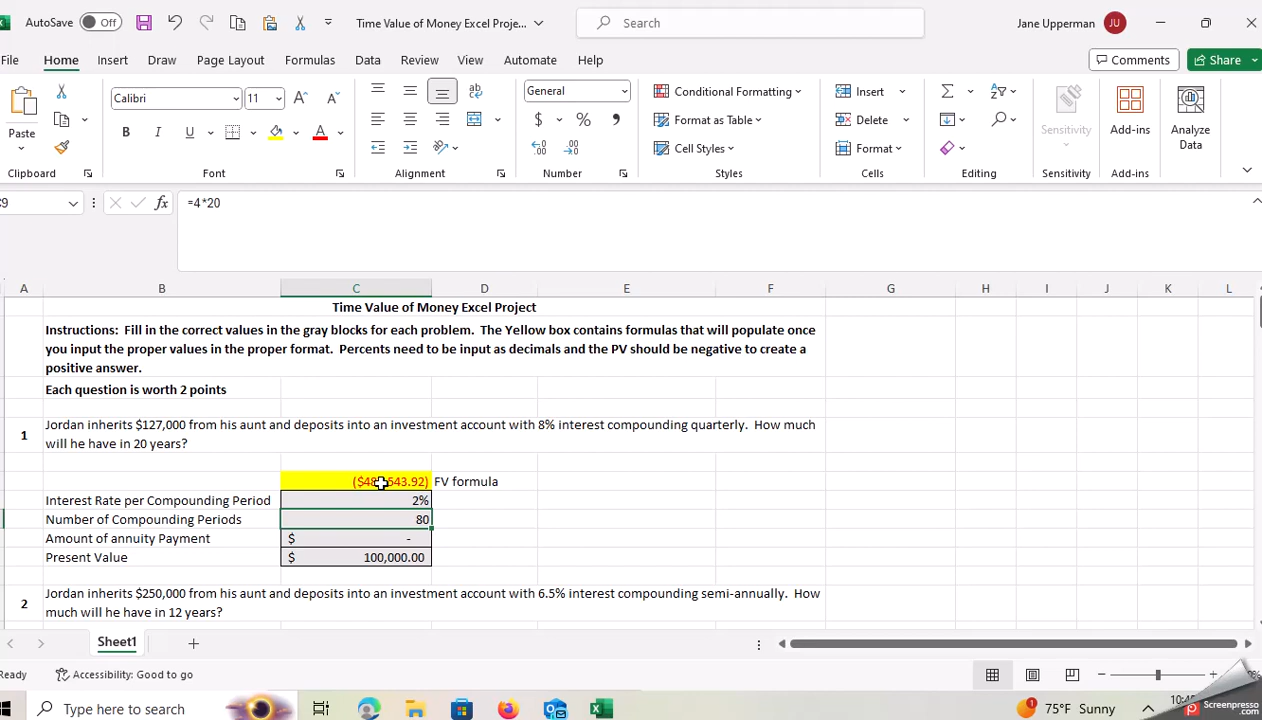 AutoSave Off Time Value of Money Excel Proje... Search Jane Upperman JU
File Home Insert Draw Page Layout Formulas Data Review View Automate Help Comments Share
Calibri 11 General Conditional Formatting Insert
Paste B I U A $ % Format as Table Delete Sensitivity Add-ins Analyze Data
Cell Styles Format
Clipboard Font Alignment Number Styles Cells Editing Sensitivity Add-ins
fx =4*20
A B C D E F G H I J K L
Time Value of Money Excel Project
Instructions: Fill in the correct values in the gray blocks for each problem. The Yellow box contains formulas that will populate once
you input the proper values in the proper format. Percents need to be input as decimals and the PV should be negative to create a
positive answer.
Each question is worth 2 points
1 Jordan inherits $127,000 from his aunt and deposits into an investment account with 8% interest compounding quarterly. How much
will he have in 20 years?
FV formula
Interest Rate per Compounding Period 2%
Number of Compounding Periods 80
Amount of annuity Payment $ -
Present Value $ 100,000.00
2 Jordan inherits $250,000 from his aunt and deposits into an investment account with 6.5% interest compounding semi-annually. How
much will he have in 12 years?
Sheet1
Ready Accessibility: Good to go
Type here to search 75°F Sunny Screenpresso
.com